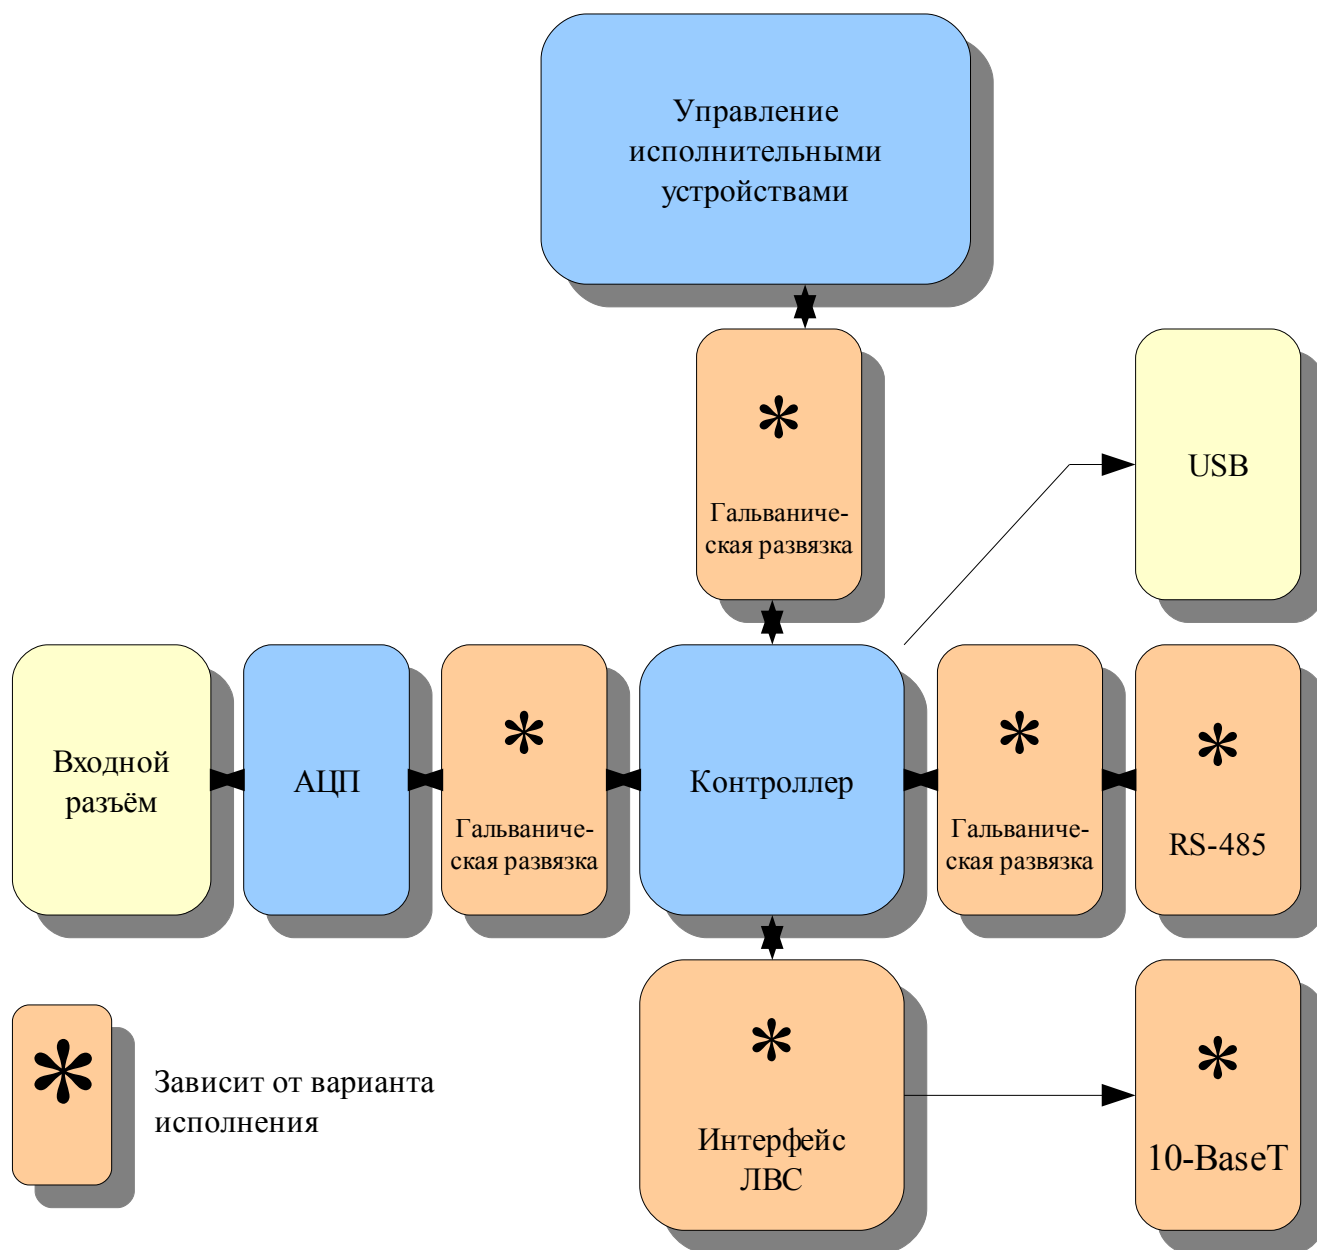 Управление
исполнительными
устройствами
*
Гальваниче-
ская развязка
USB
Входной
разъём
АЦП
*
Гальваниче-
ская развязка
Контроллер
*
Гальваниче-
ская развязка
*
RS-485
*
Зависит от варианта
исполнения
*
Интерфейс
ЛВС
*
10-BaseT